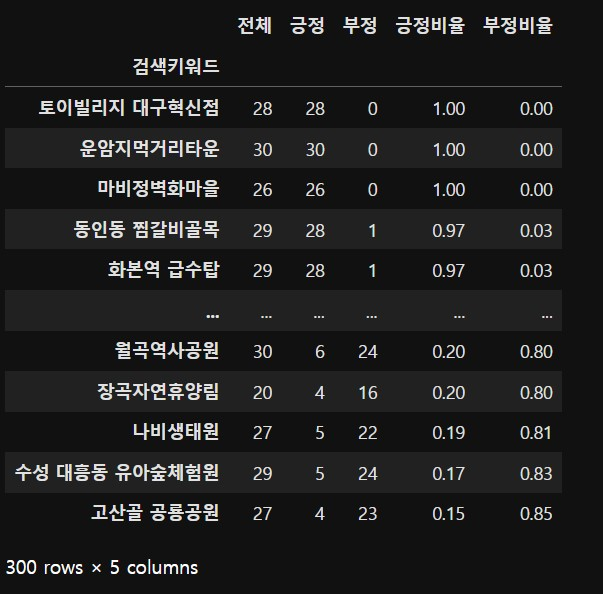 전체 긍정 부정 긍정비율 부정비율
검색키워드
토이빌리지 대구혁신점 28 28 0 1.00 0.00
운암지먹거리타운 30 30 0 1.00 0.00
마비정벽화마을 26 26 0 1.00 0.00
동인동 찜갈비골목 29 28 1 0.97 0.03
화본역 급수탑 29 28 1 0.97 0.03
... ... ... ... ... ...
월곡역사공원 30 6 24 0.20 0.80
장곡자연휴양림 20 4 16 0.20 0.80
나비생태원 27 5 22 0.19 0.81
수성 대흥동 유아숲체험원 29 5 24 0.17 0.83
고산골 공룡공원 27 4 23 0.15 0.85
300 rows × 5 columns